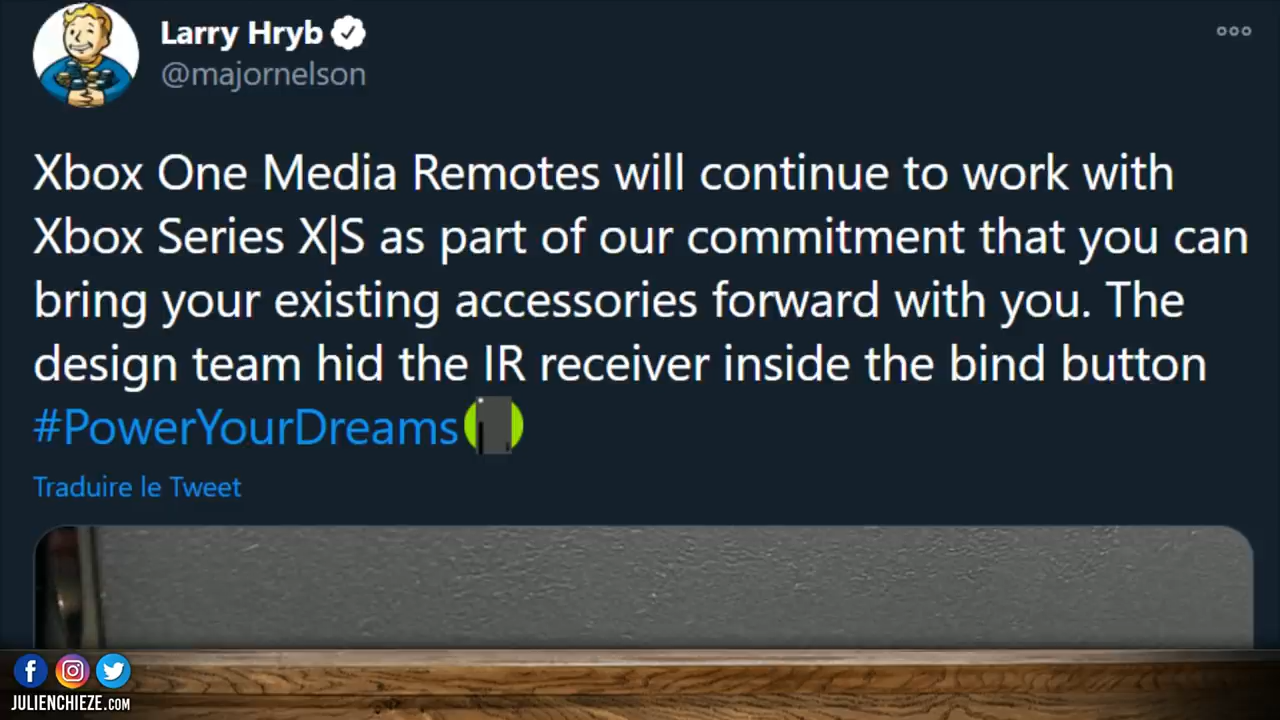 Larry Hryb
@majornelson
Xbox One Media Remotes will continue to work with
Xbox Series X|S as part of our commitment that you can
bring your existing accessories forward with you. The
design team hid the IR receiver inside the bind button
#PowerYourDreams
Traduire le Tweet
JULIENCHIEZE.COM